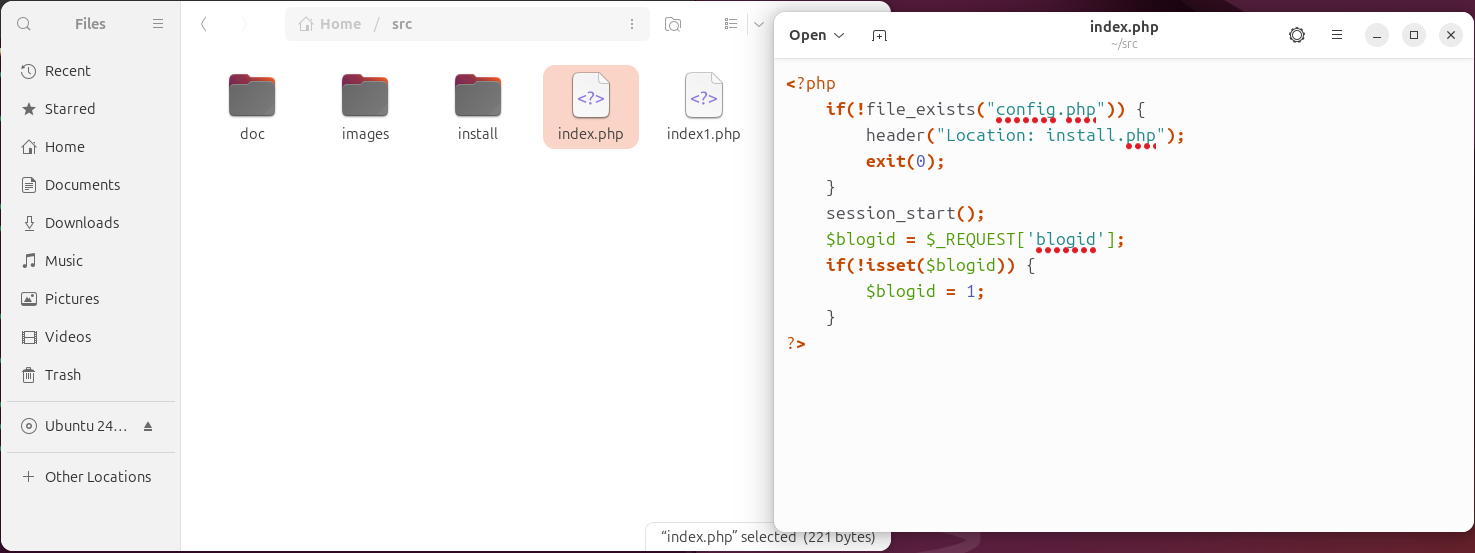 Files
Home / src
Recent
Starred
Home
Documents
Downloads
Music
Pictures
Videos
Trash
Ubuntu 24…
Other Locations
doc
images
install
<?>
index.php
<?>
index1.php
“index.php” selected (221 bytes)
Open
index.php
~/src
<?php
    if(!file_exists("config.php")) {
        header("Location: install.php");
        exit(0);
    }
    session_start();
    $blogid = $_REQUEST['blogid'];
    if(!isset($blogid)) {
        $blogid = 1;
    }
?>